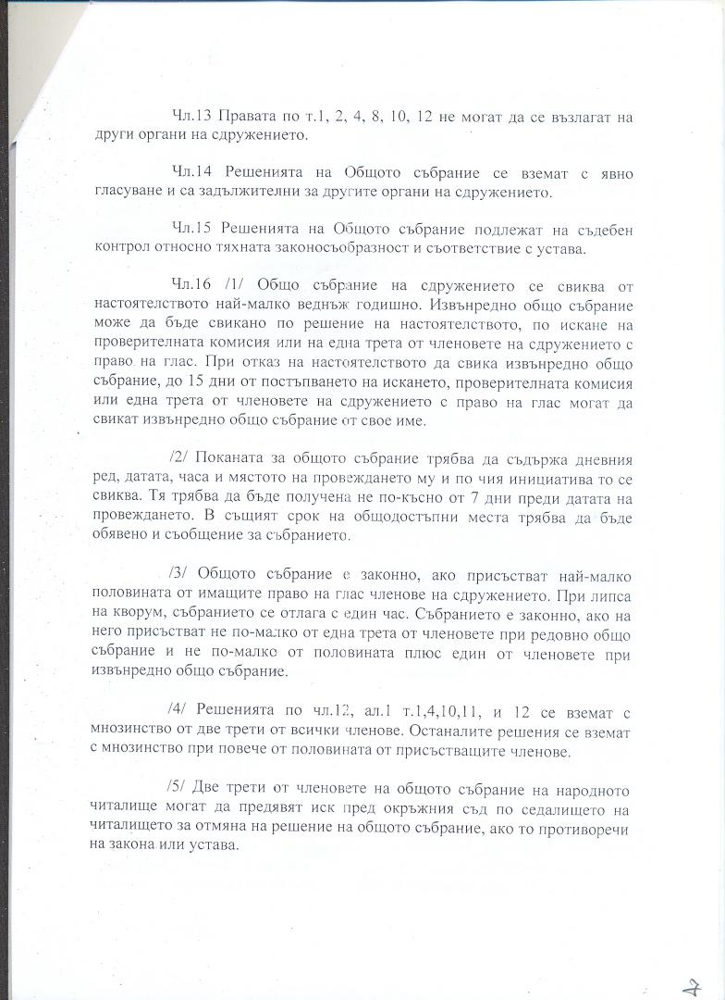 Чл.13 Правата по т.1, 2, 4, 8, 10, 12 не могат да се възлагат на
други органи на сдружението.
Чл.14 Решенията на Общото събрание се вземат с явно
гласуване и са задължителни за другите органи на сдружението.
Чл.15 Решенията на Общото събрание подлежат на съдебен
контрол относно тяхната законосъобразност и съответствие с устава.
Чл.16 /1/ Общо събрание на сдружението се свиква от
настоятелството най-малко веднъж годишно. Извънредно общо събрание
може да бъде свикано по решение на настоятелството, по искане на
проверителната комисия или на една трета от членовете на сдружението с
право на глас. При отказ на настоятелството да свика извънредно общо
събрание, до 15 дни от постъпването на искането, проверителната комисия
или една трета от членовете на сдружението с право на глас могат да
свикат извънредно общо събрание от свое име.
/2/ Поканата за общото събрание трябва да съдържа дневния
ред, датата, часа и мястото на провеждането му и по чия инициатива то се
свиква. Тя трябва да бъде получена не по-късно от 7 дни преди датата на
провеждането. В същият срок на общодостъпни места трябва да бъде
обявено и съобщение за събранието.
/3/ Общото събрание е законно, ако присъстват най-малко
половината от имащите право на глас членове на сдружението. При липса
на кворум, събранието се отлага с един час. Събранието е законно, ако на
него присъстват не по-малко от една трета от членовете при редовно общо
събрание и не по-малко от половината плюс един от членовете при
извънредно общо събрание.
/4/ Решенията по чл.12, ал.1 т.1,4,10,11, и 12 се вземат с
мнозинство от две трети от всички членове. Останалите решения се вземат
с мнозинство при повече от половината от присъстващите членове.
/5/ Две трети от членовете на общото събрание на народното
читалище могат да предявят иск пред окръжния съд по седалището на
читалището за отмяна на решение на общото събрание, ако то противоречи
на закона или устава.
7